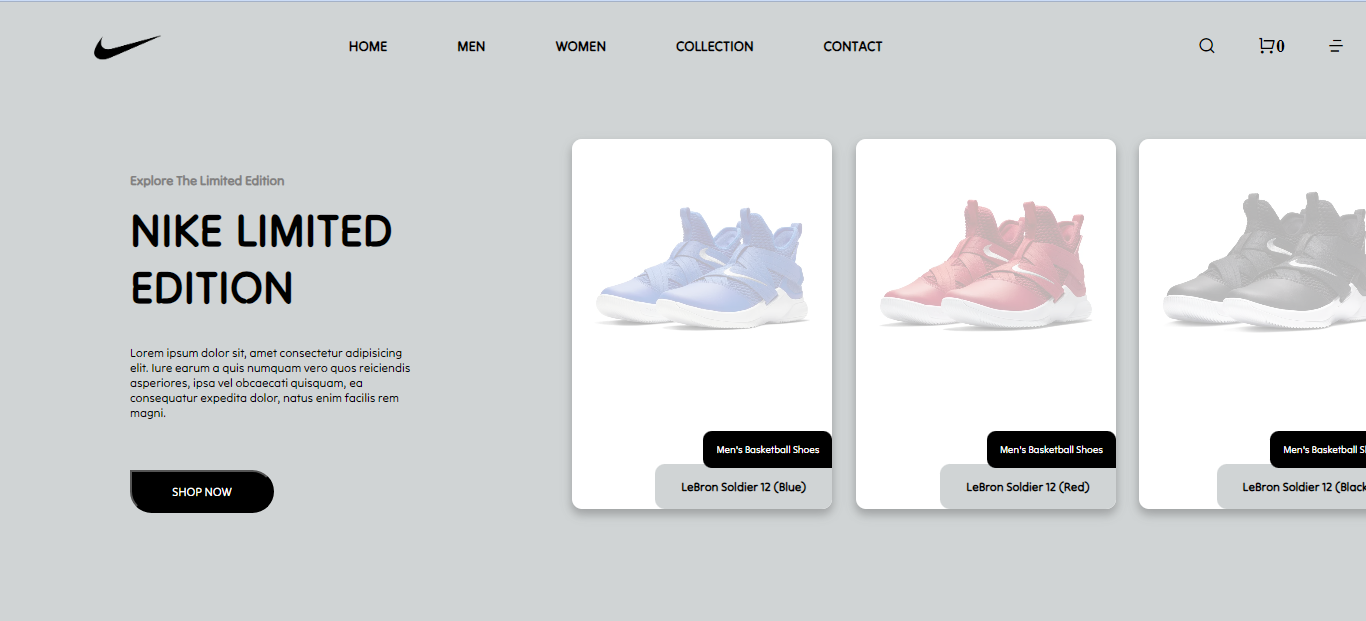 HOME MEN WOMEN COLLECTION CONTACT 0
Explore The Limited Edition
NIKE LIMITED
EDITION
Lorem ipsum dolor sit, amet consectetur adipisicing
elit. Iure earum a quis numquam vero quos reiciendis
asperiores, ipsa vel obcaecati quisquam, ea
consequatur expedita dolor, natus enim facilis rem
magni.
SHOP NOW
Men's Basketball Shoes
LeBron Soldier 12 (Blue)
Men's Basketball Shoes
LeBron Soldier 12 (Red)
Men's Basketball S
LeBron Soldier 12 (Black